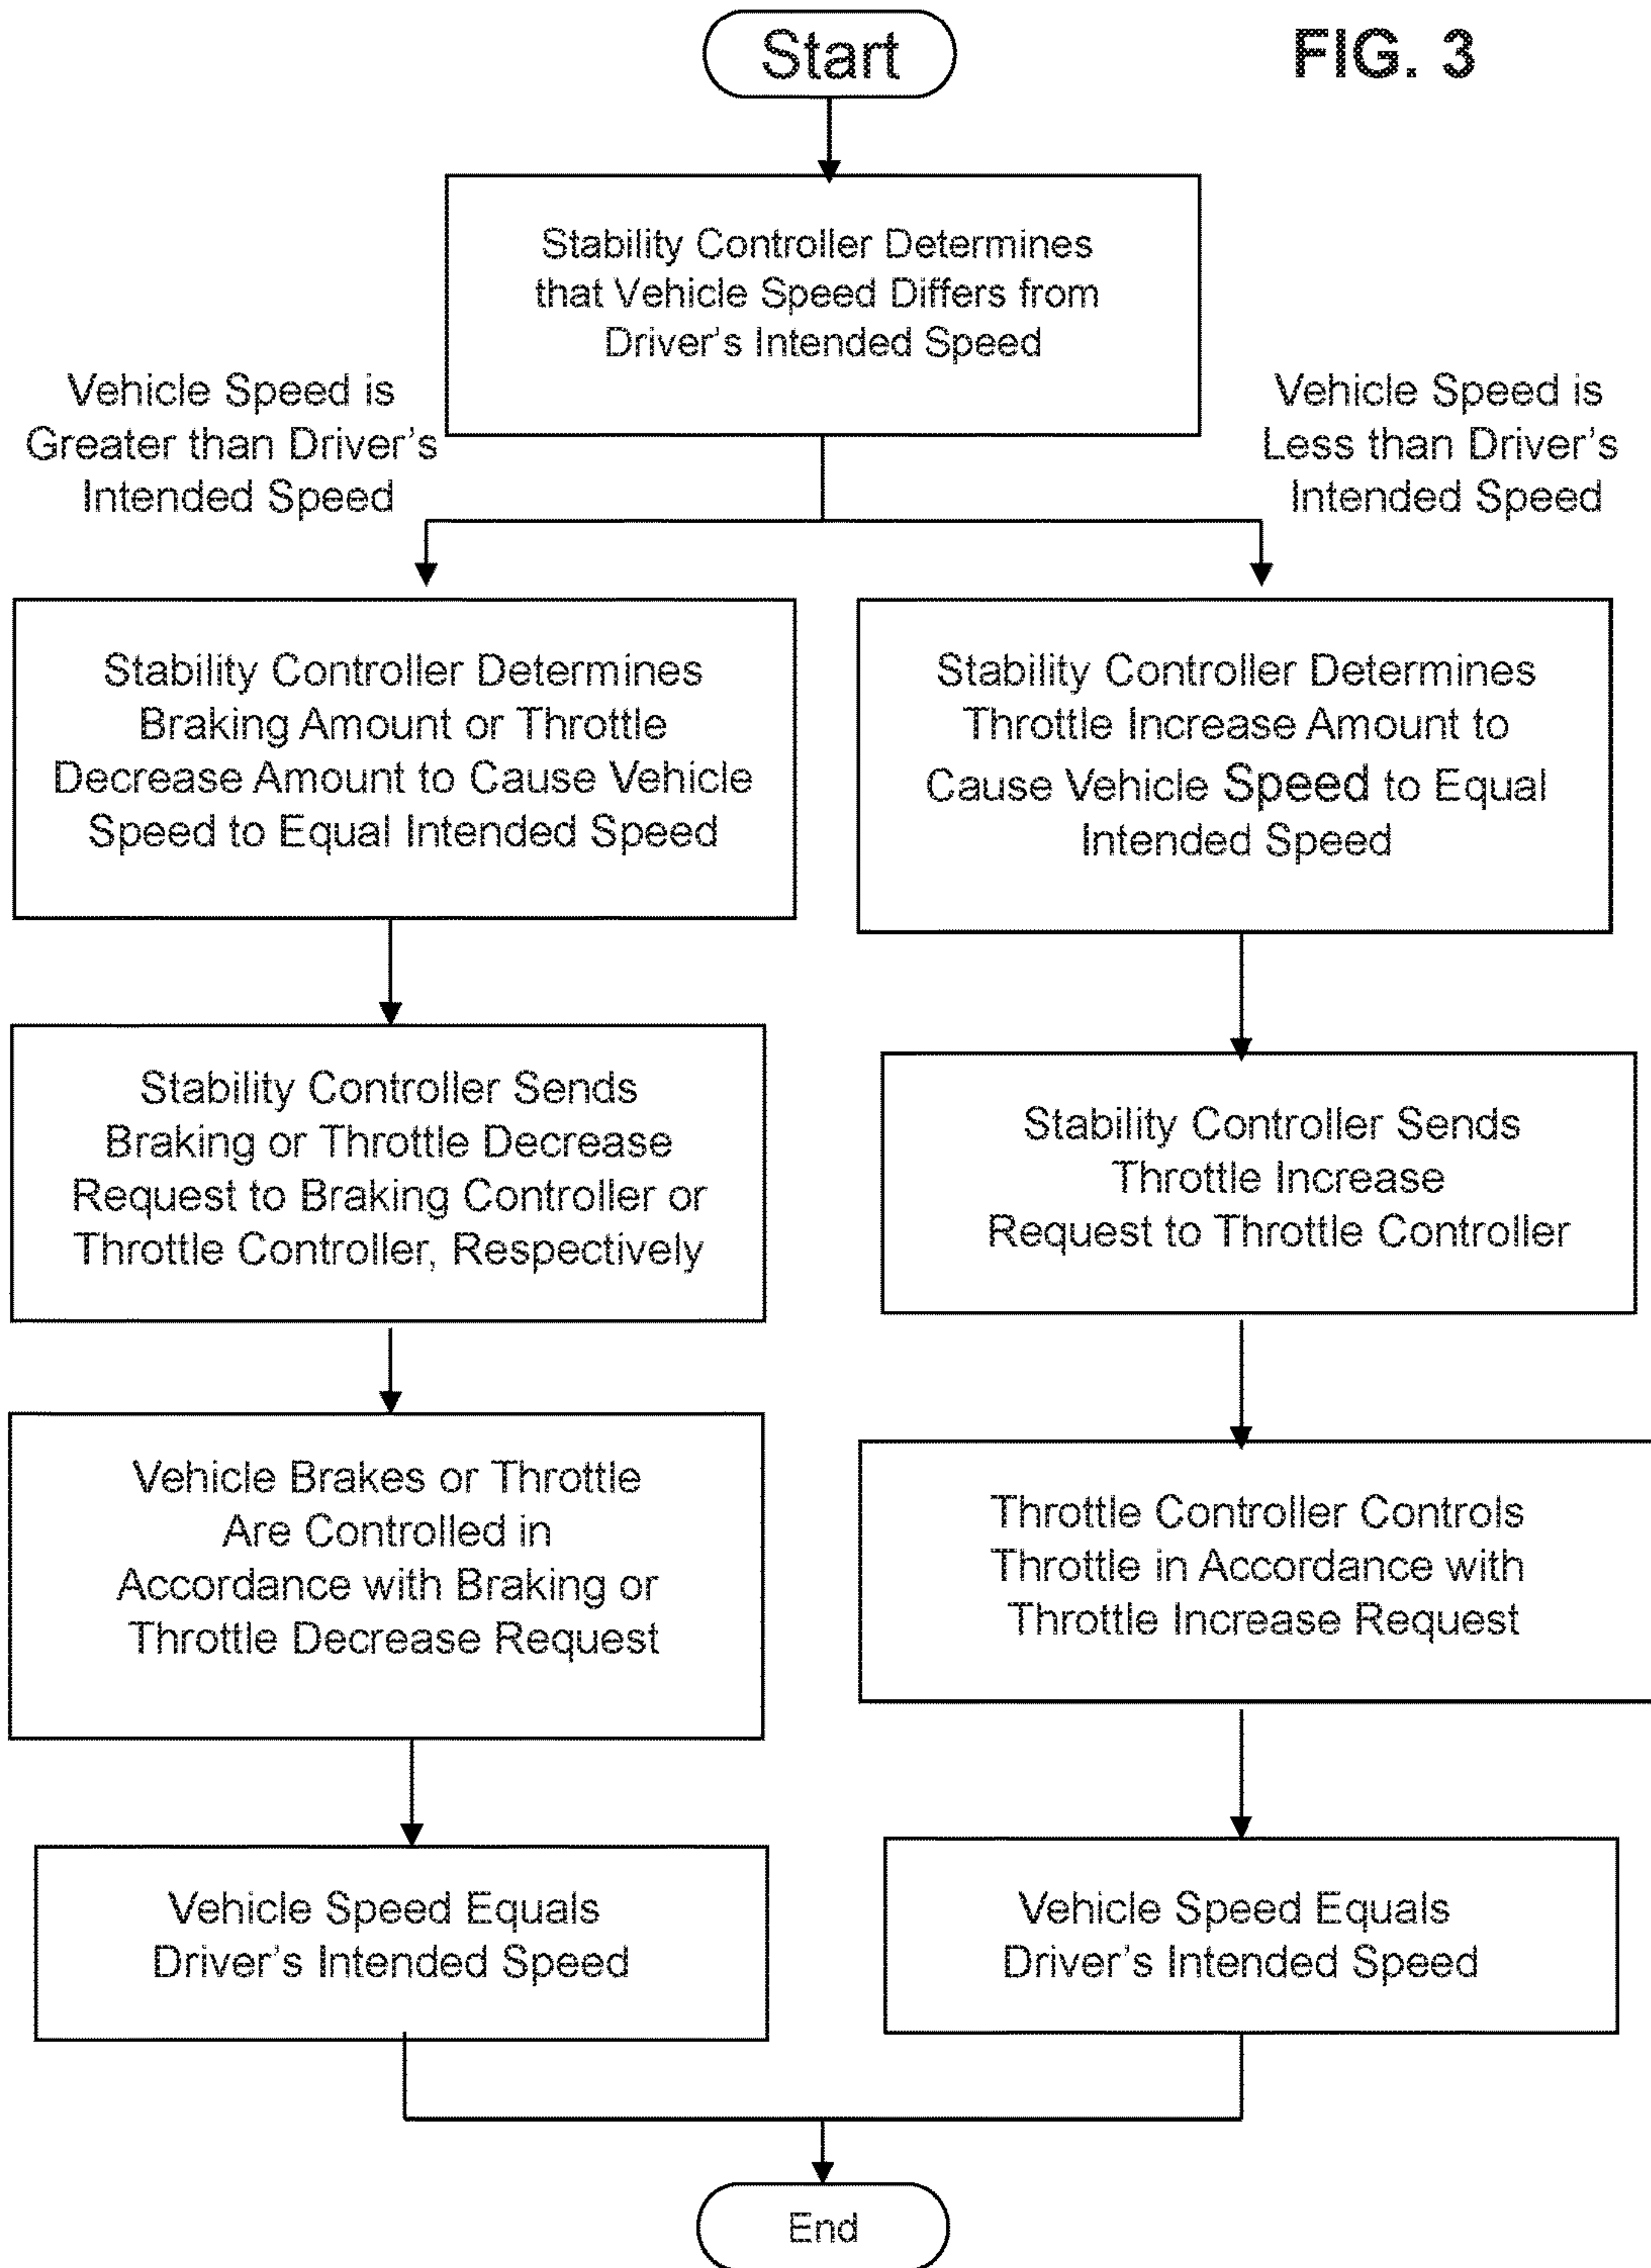 Start
FIG. 3
Stability Controller Determines
that Vehicle Speed Differs from
Driver's Intended Speed
Vehicle Speed is
Greater than Driver's
Intended Speed
Vehicle Speed is
Less than Driver's
Intended Speed
Stability Controller Determines
Braking Amount or Throttle
Decrease Amount to Cause Vehicle
Speed to Equal Intended Speed
Stability Controller Determines
Throttle Increase Amount to
Cause Vehicle Speed to Equal
Intended Speed
Stability Controller Sends
Braking or Throttle Decrease
Request to Braking Controller or
Throttle Controller, Respectively
Stability Controller Sends
Throttle Increase
Request to Throttle Controller
Vehicle Brakes or Throttle
Are Controlled in
Accordance with Braking or
Throttle Decrease Request
Throttle Controller Controls
Throttle in Accordance with
Throttle Increase Request
Vehicle Speed Equals
Driver's Intended Speed
Vehicle Speed Equals
Driver's Intended Speed
End